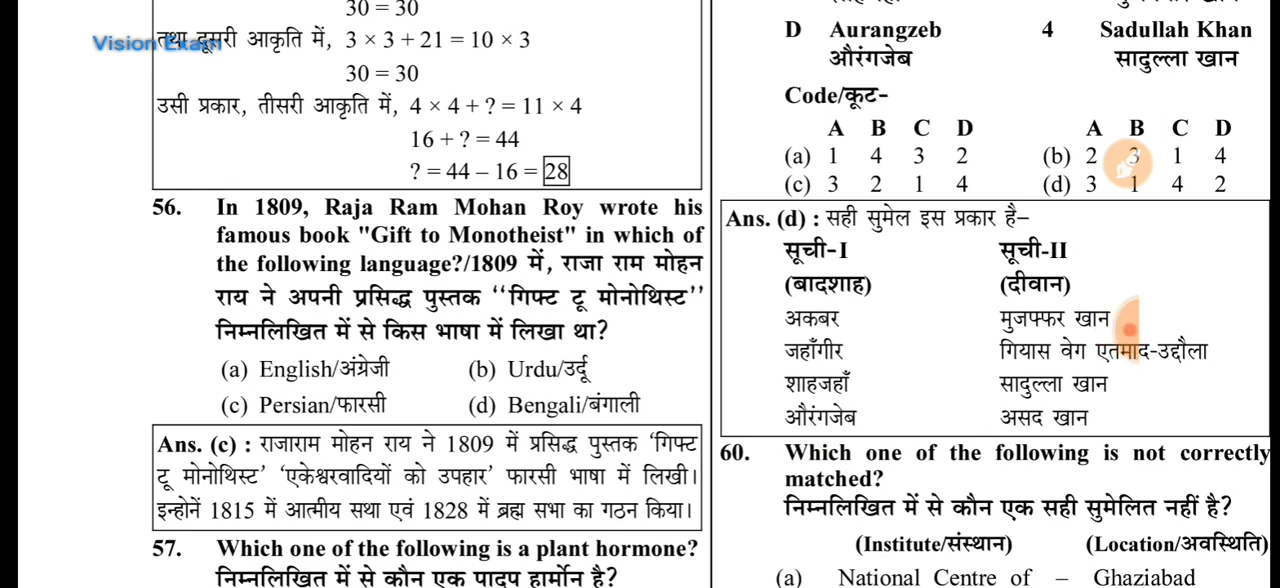 30 = 30
Vision Exam
तथा दूसरी आकृति में, 3 × 3 + 21 = 10 × 3
30 = 30
उसी प्रकार, तीसरी आकृति में, 4 × 4 + ? = 11 × 4
16 + ? = 44
? = 44 – 16 = 28
56. In 1809, Raja Ram Mohan Roy wrote his
famous book "Gift to Monotheist" in which of
the following language?/1809 में, राजा राम मोहन
राय ने अपनी प्रसिद्ध पुस्तक ‘‘गिफ्ट टू मोनोथिस्ट’’
निम्नलिखित में से किस भाषा में लिखा था?
(a) English/अंग्रेजी (b) Urdu/उर्दू
(c) Persian/फारसी (d) Bengali/बंगाली
Ans. (c) : राजाराम मोहन राय ने 1809 में प्रसिद्ध पुस्तक ‘गिफ्ट
टू मोनोथिस्ट’ ‘एकेश्वरवादियों को उपहार’ फारसी भाषा में लिखी।
इन्होनें 1815 में आत्मीय सथा एवं 1828 में ब्रह्म सभा का गठन किया।
57. Which one of the following is a plant hormone?
निम्नलिखित में से कौन एक पादप हार्मोन है?
D Aurangzeb 4 Sadullah Khan
औरंगजेब सादुल्ला खान
Code/कूट-
A B C D A B C D
(a) 1 4 3 2 (b) 2 3 1 4
(c) 3 2 1 4 (d) 3 1 4 2
Ans. (d) : सही सुमेल इस प्रकार है–
सूची-I सूची-II
(बादशाह) (दीवान)
अकबर मुजफ्फर खान
जहाँगीर गियास वेग एतमाद-उद्दौला
शाहजहाँ सादुल्ला खान
औरंगजेब असद खान
60. Which one of the following is not correctly
matched?
निम्नलिखित में से कौन एक सही सुमेलित नहीं है?
(Institute/संस्थान) (Location/अवस्थिति)
(a) National Centre of – Ghaziabad